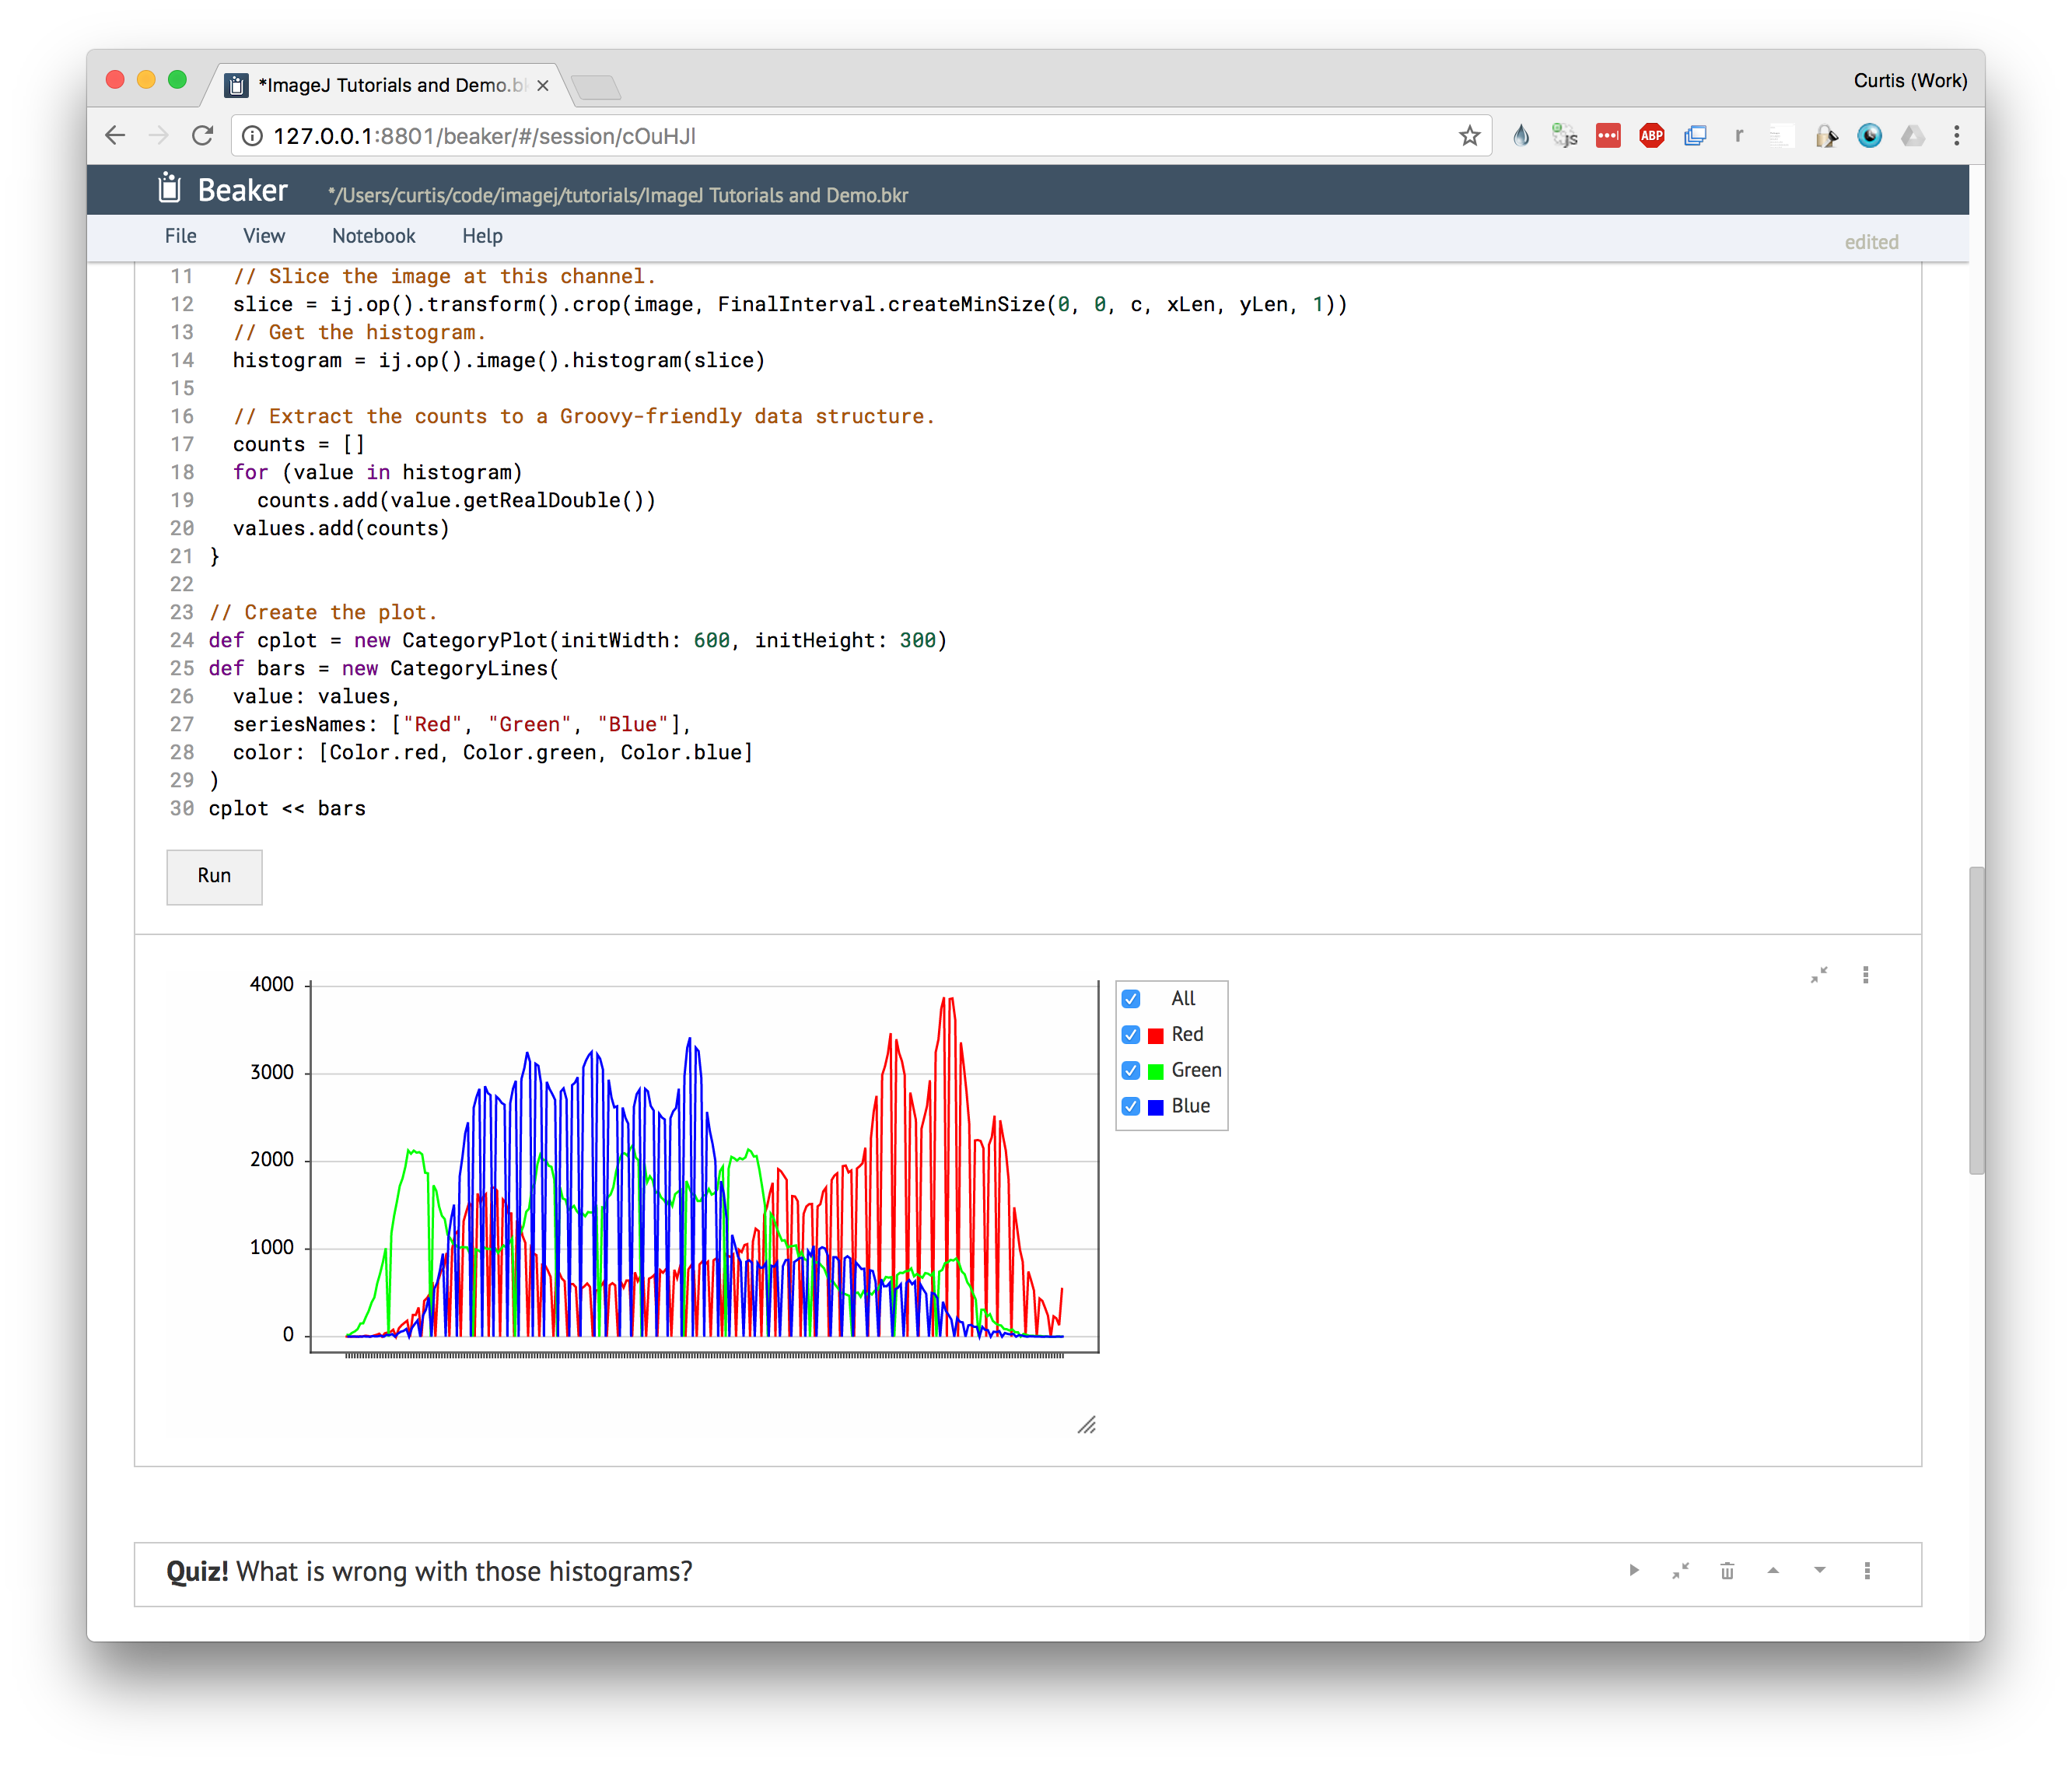 *ImageJ Tutorials and Demo.b
Curtis (Work)
127.0.0.1:8801/beaker/#/session/cOuHJl
js
ABP
r
Beaker
*/Users/curtis/code/imagej/tutorials/ImageJ Tutorials and Demo.bkr
File View Notebook Help
edited
11 // Slice the image at this channel.
12 slice = ij.op().transform().crop(image, FinalInterval.createMinSize(0, 0, c, xLen, yLen, 1))
13 // Get the histogram.
14 histogram = ij.op().image().histogram(slice)
15
16 // Extract the counts to a Groovy-friendly data structure.
17 counts = []
18 for (value in histogram)
19 counts.add(value.getRealDouble())
20 values.add(counts)
21 }
22
23 // Create the plot.
24 def cplot = new CategoryPlot(initWidth: 600, initHeight: 300)
25 def bars = new CategoryLines(
26 value: values,
27 seriesNames: ["Red", "Green", "Blue"],
28 color: [Color.red, Color.green, Color.blue]
29 )
30 cplot << bars
Run
4000
3000
2000
1000
0
All
Red
Green
Blue
Quiz! What is wrong with those histograms?